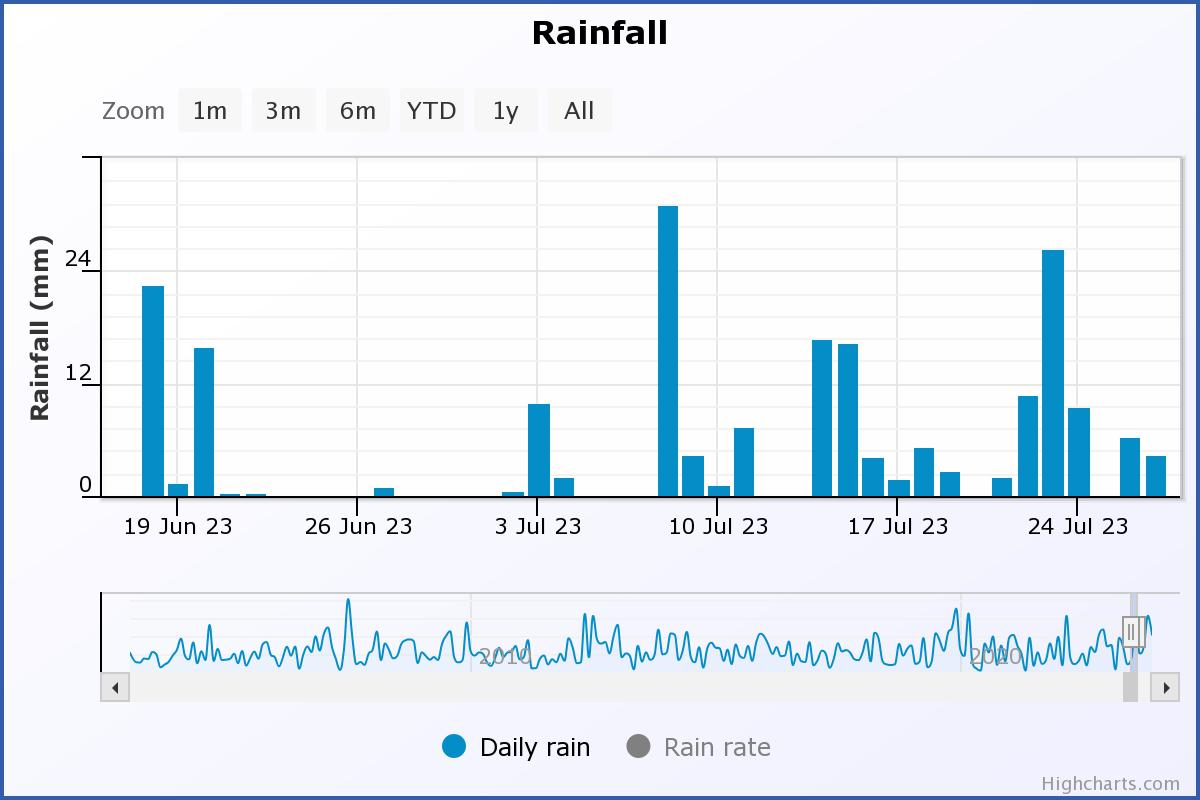 Rainfall
Zoom 1m 3m 6m YTD 1y All
Rainfall (mm)
24
12
0
19 Jun 23 26 Jun 23 3 Jul 23 10 Jul 23 17 Jul 23 24 Jul 23
2010 2020
Daily rain Rain rate
Highcharts.com